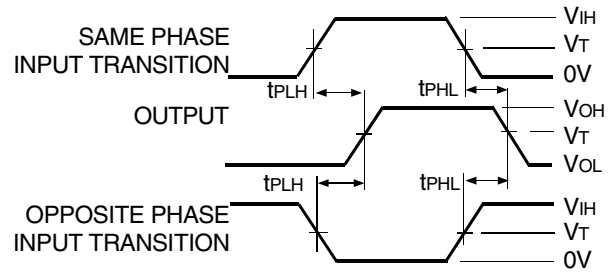 SAME PHASE
INPUT TRANSITION
VIH
VT
0V
tPLH
tPHL
OUTPUT
VOH
VT
VOL
tPLH
tPHL
OPPOSITE PHASE
INPUT TRANSITION
VIH
VT
0V